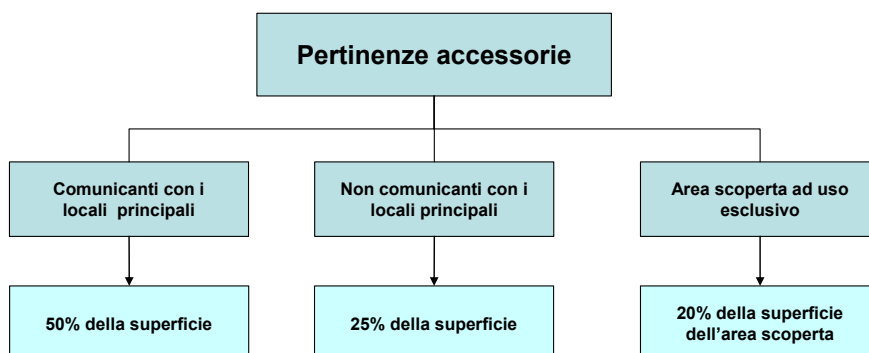 Pertinenze accessorie
Comunicanti con i
locali principali
Non comunicanti con i
locali principali
Area scoperta ad uso
esclusivo
50% della superficie
25% della superficie
20% della superficie
dell'area scoperta